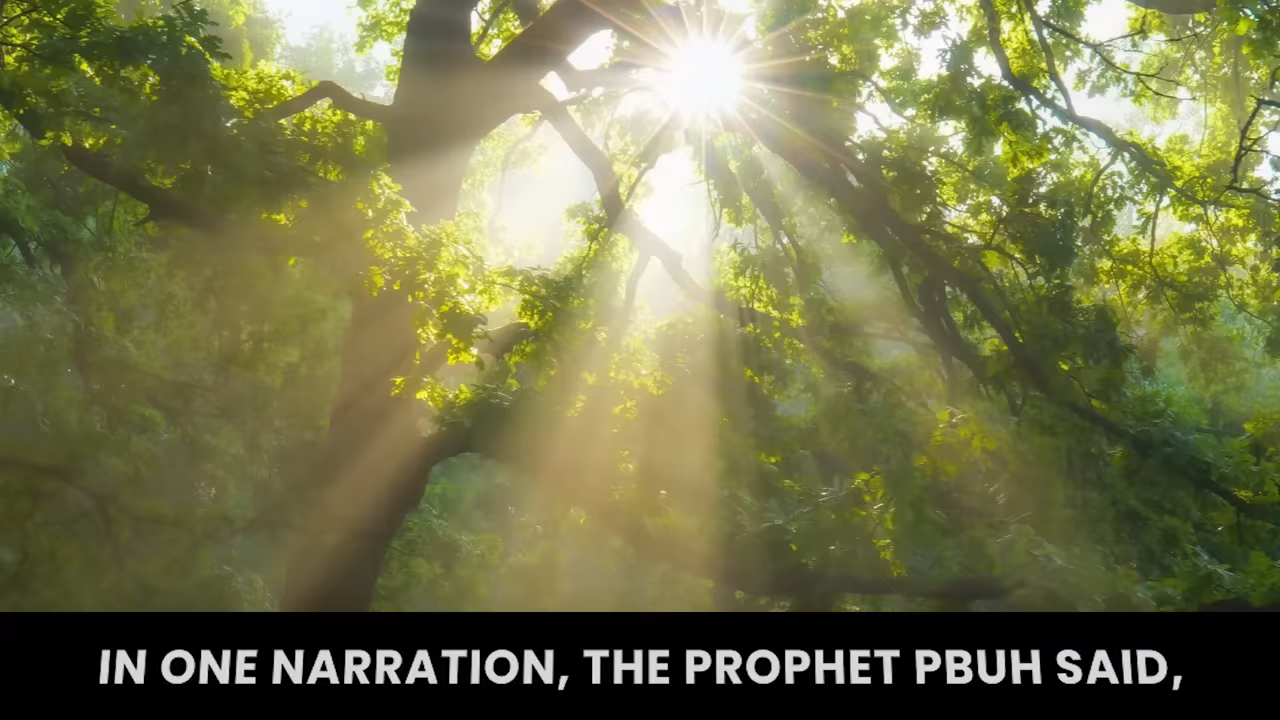 IN ONE NARRATION, THE PROPHET PBUH SAID,